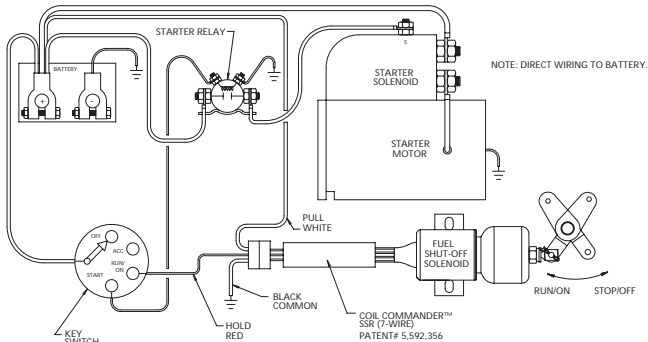 STARTER RELAY
BATTERY
+
-
S
STARTER
SOLENOID
NOTE: DIRECT WIRING TO BATTERY.
STARTER
MOTOR
PULL
WHITE
OFF
ACC
RUN/
ON
START
FUEL
SHUT-OFF
SOLENOID
RUN/ON
STOP/OFF
BLACK
COMMON
HOLD
RED
KEY
SWITCH
COIL COMMANDER™
SSR (7-WIRE)
PATENT# 5,592,356